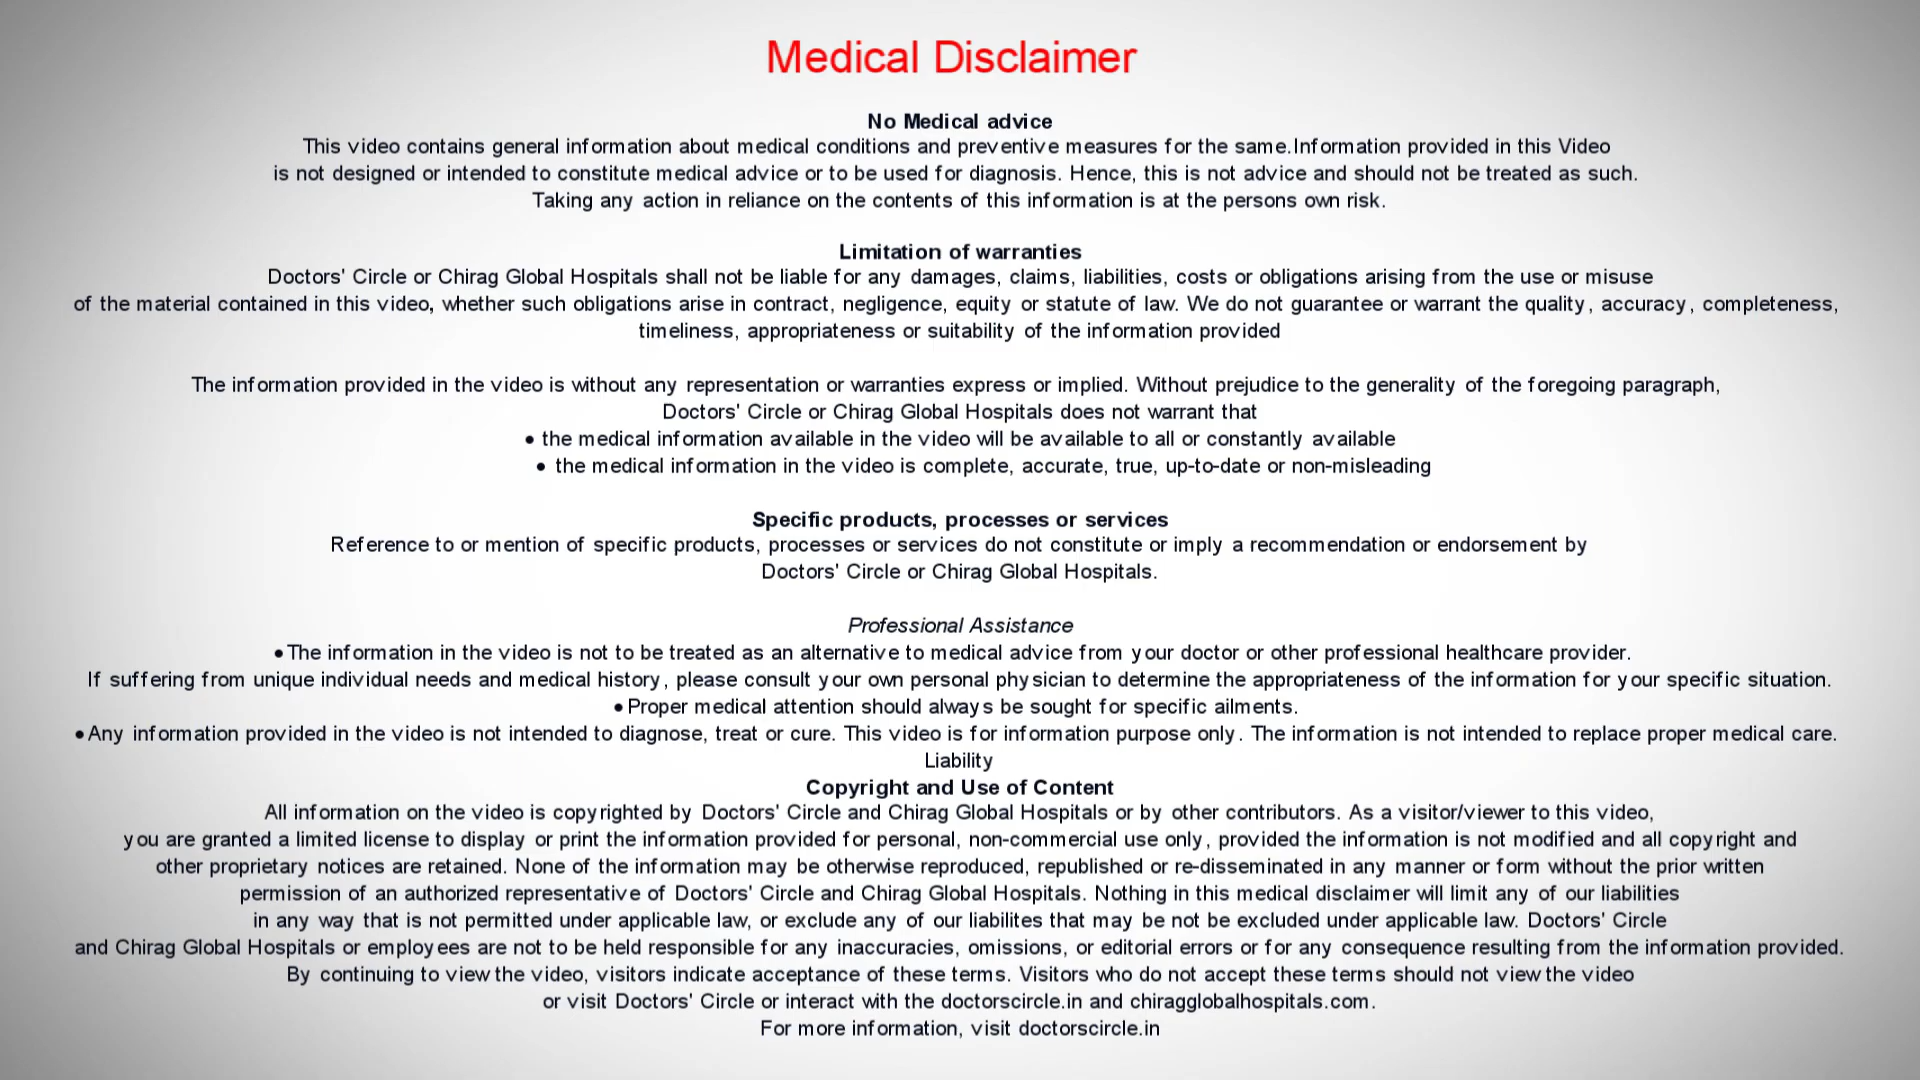 Medical Disclaimer
No Medical advice
This video contains general information about medical conditions and preventive measures for the same.Information provided in this Video
is not designed or intended to constitute medical advice or to be used for diagnosis. Hence, this is not advice and should not be treated as such.
Taking any action in reliance on the contents of this information is at the persons own risk.
Limitation of warranties
Doctors' Circle or Chirag Global Hospitals shall not be liable for any damages, claims, liabilities, costs or obligations arising from the use or misuse
of the material contained in this video, whether such obligations arise in contract, negligence, equity or statute of law. We do not guarantee or warrant the quality, accuracy, completeness,
timeliness, appropriateness or suitability of the information provided
The information provided in the video is without any representation or warranties express or implied. Without prejudice to the generality of the foregoing paragraph,
Doctors' Circle or Chirag Global Hospitals does not warrant that
• the medical information available in the video will be available to all or constantly available
• the medical information in the video is complete, accurate, true, up-to-date or non-misleading
Specific products, processes or services
Reference to or mention of specific products, processes or services do not constitute or imply a recommendation or endorsement by
Doctors' Circle or Chirag Global Hospitals.
Professional Assistance
•The information in the video is not to be treated as an alternative to medical advice from your doctor or other professional healthcare provider.
If suffering from unique individual needs and medical history, please consult your own personal physician to determine the appropriateness of the information for your specific situation.
•Proper medical attention should always be sought for specific ailments.
•Any information provided in the video is not intended to diagnose, treat or cure. This video is for information purpose only. The information is not intended to replace proper medical care.
Liability
Copyright and Use of Content
All information on the video is copyrighted by Doctors' Circle and Chirag Global Hospitals or by other contributors. As a visitor/viewer to this video,
you are granted a limited license to display or print the information provided for personal, non-commercial use only, provided the information is not modified and all copyright and
other proprietary notices are retained. None of the information may be otherwise reproduced, republished or re-disseminated in any manner or form without the prior written
permission of an authorized representative of Doctors' Circle and Chirag Global Hospitals. Nothing in this medical disclaimer will limit any of our liabilities
in any way that is not permitted under applicable law, or exclude any of our liabilites that may be not be excluded under applicable law. Doctors' Circle
and Chirag Global Hospitals or employees are not to be held responsible for any inaccuracies, omissions, or editorial errors or for any consequence resulting from the information provided.
By continuing to view the video, visitors indicate acceptance of these terms. Visitors who do not accept these terms should not view the video
or visit Doctors' Circle or interact with the doctorscircle.in and chiragglobalhospitals.com.
For more information, visit doctorscircle.in